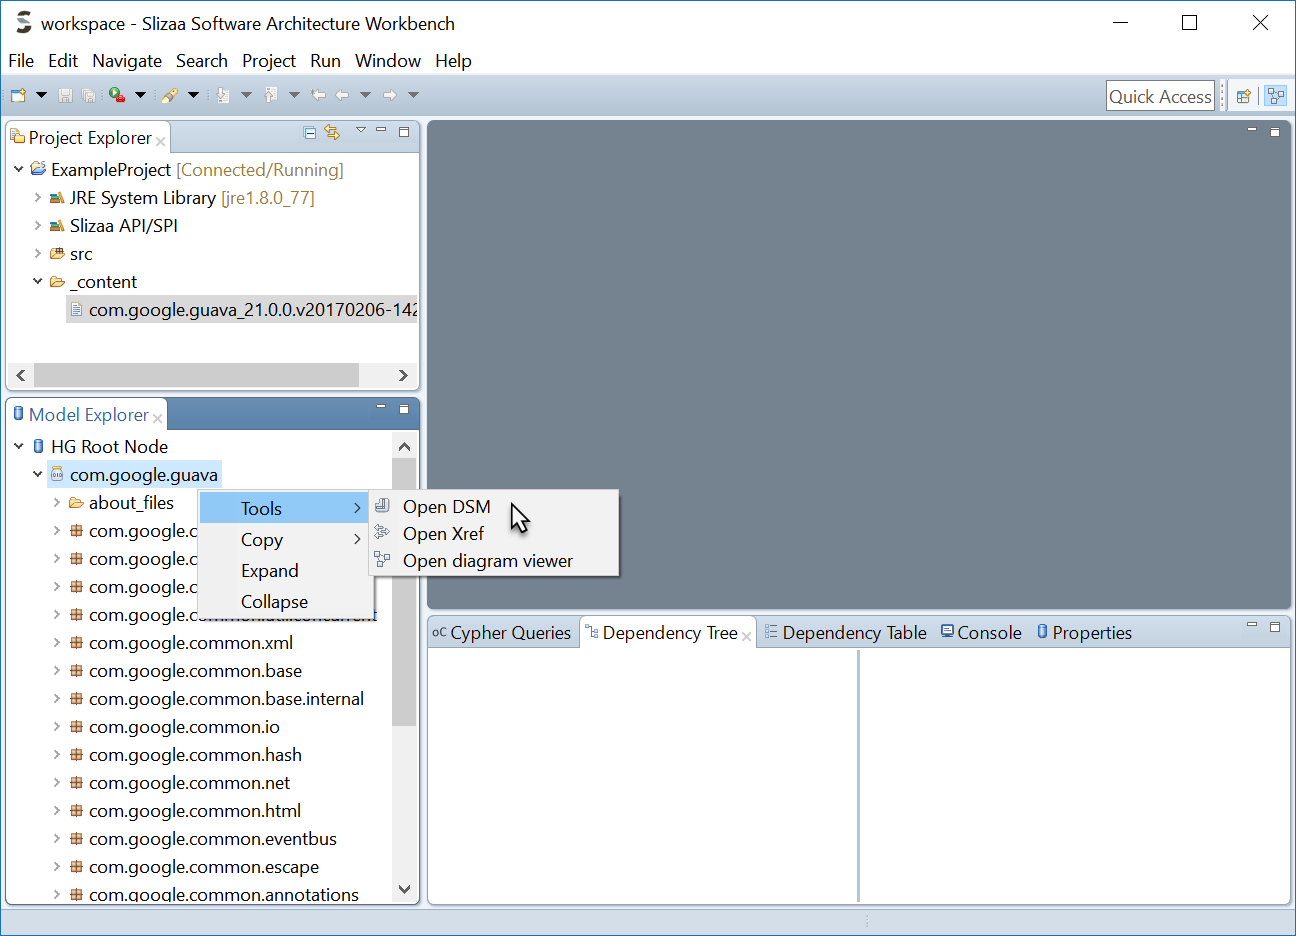 workspace - Slizaa Software Architecture Workbench
File Edit Navigate Search Project Run Window Help
Quick Access
Project Explorer
ExampleProject [Connected/Running]
JRE System Library [jre1.8.0_77]
Slizaa API/SPI
src
_content
com.google.guava_21.0.0.v20170206-142
Model Explorer
HG Root Node
com.google.guava
about_files
com.google.c
com.google.c
com.google.c
com.google.common.xml
com.google.common.base
com.google.common.base.internal
com.google.common.io
com.google.common.hash
com.google.common.net
com.google.common.html
com.google.common.eventbus
com.google.common.escape
com.google.common.annotations
Tools
Copy
Expand
Collapse
Open DSM
Open Xref
Open diagram viewer
oC Cypher Queries Dependency Tree Dependency Table Console Properties